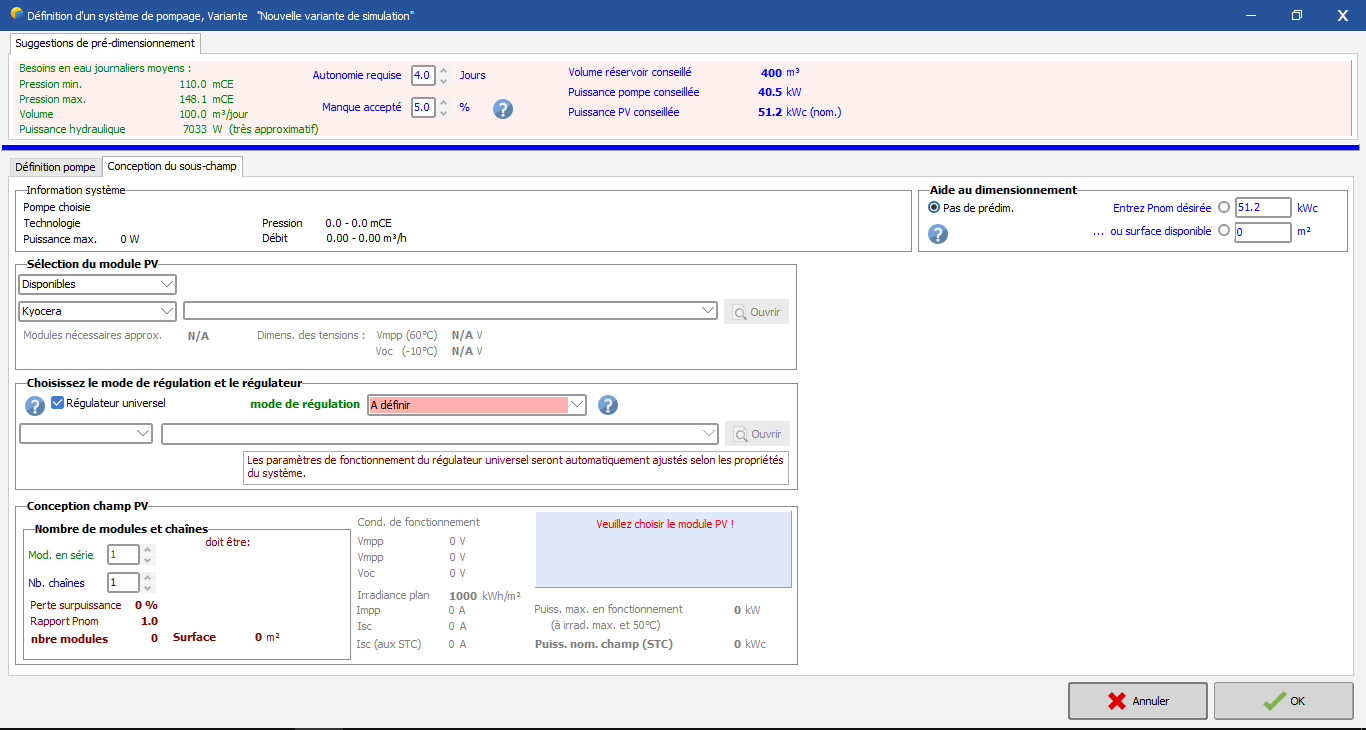 Définition d'un système de pompage, Variante "Nouvelle variante de simulation"
Suggestions de pré-dimensionnement
Besoins en eau journaliers moyens :
Pression min. 110.0 mCE
Pression max. 148.1 mCE
Volume 100.0 m³/jour
Puissance hydraulique 7033 W (très approximatif)
Autonomie requise 4.0 Jours
Manque accepté 5.0 %
Volume réservoir conseillé 400 m³
Puissance pompe conseillée 40.5 kW
Puissance PV conseillée 51.2 kWc (nom.)
Définition pompe Conception du sous-champ
Information système
Pompe choisie
Technologie
Puissance max. 0 W
Pression 0.0 - 0.0 mCE
Débit 0.00 - 0.00 m³/h
Aide au dimensionnement
Pas de prédim.
Entrez Pnom désirée 51.2 kWc
... ou surface disponible 0 m²
Sélection du module PV
Disponibles
Kyocera Ouvrir
Modules nécessaires approx. N/A
Dimens. des tensions : Vmpp (60°C) N/A V
Voc (-10°C) N/A V
Choisissez le mode de régulation et le régulateur
Régulateur universel mode de régulation A définir
Ouvrir
Les paramètres de fonctionnement du régulateur universel seront automatiquement ajustés selon les propriétés
du système.
Conception champ PV
Nombre de modules et chaînes
doit être:
Mod. en série 1
Nb. chaînes 1
Perte surpuissance 0 %
Rapport Pnom 1.0
nbre modules 0 Surface 0 m²
Cond. de fonctionnement
Vmpp 0 V
Vmpp 0 V
Voc 0 V
Irradiance plan 1000 kWh/m²
Impp 0 A
Isc 0 A
Isc (aux STC) 0 A
Veuillez choisir le module PV !
Puiss. max. en fonctionnement 0 kW
(à irrad. max. et 50°C)
Puiss. nom. champ (STC) 0 kWc
Annuler OK